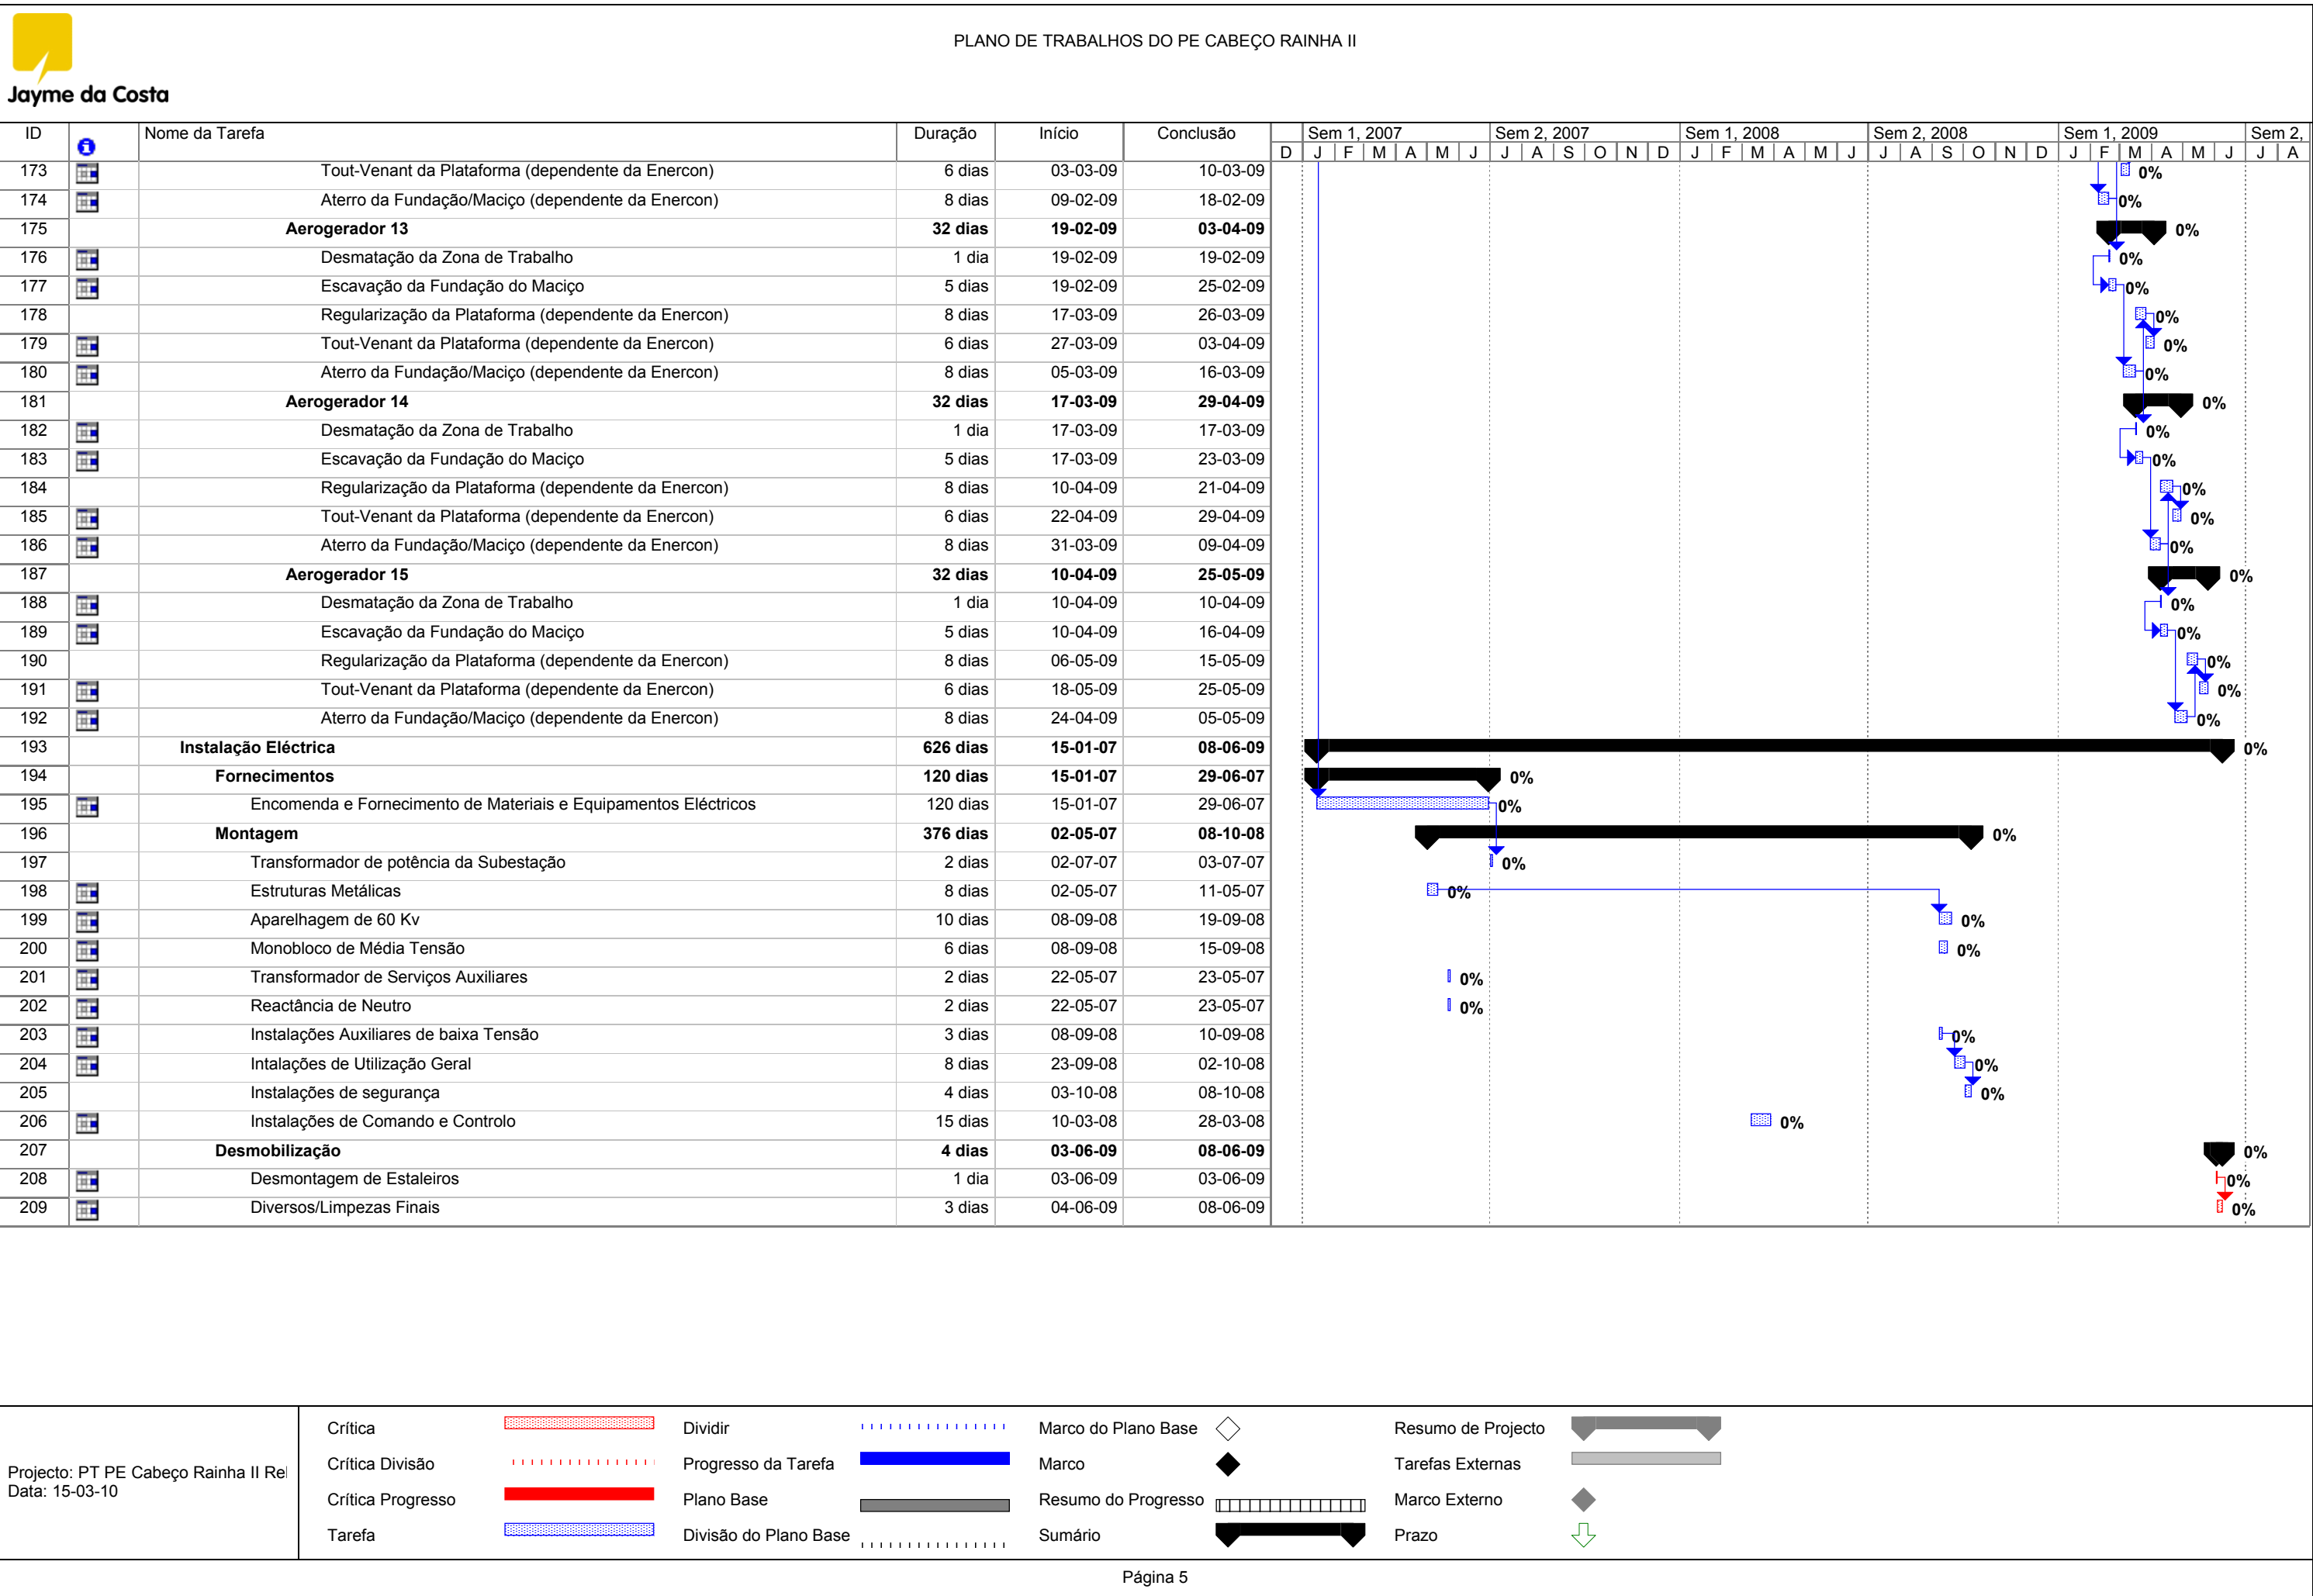 PLANO DE TRABALHOS DO PE CABEÇO RAINHA II
Jayme da Costa
ID Nome da Tarefa Duração Início Conclusão Sem 1, 2007 Sem 2, 2007 Sem 1, 2008 Sem 2, 2008 Sem 1, 2009 Sem 2,
D J F M A M J J A S O N D J F M A M J J A S O N D J F M A M J J A
173 Tout-Venant da Plataforma (dependente da Enercon) 6 dias 03-03-09 10-03-09 0%
174 Aterro da Fundação/Maciço (dependente da Enercon) 8 dias 09-02-09 18-02-09 0%
175 Aerogerador 13 32 dias 19-02-09 03-04-09 0%
176 Desmatação da Zona de Trabalho 1 dia 19-02-09 19-02-09 0%
177 Escavação da Fundação do Maciço 5 dias 19-02-09 25-02-09 0%
178 Regularização da Plataforma (dependente da Enercon) 8 dias 17-03-09 26-03-09 0%
179 Tout-Venant da Plataforma (dependente da Enercon) 6 dias 27-03-09 03-04-09 0%
180 Aterro da Fundação/Maciço (dependente da Enercon) 8 dias 05-03-09 16-03-09 0%
181 Aerogerador 14 32 dias 17-03-09 29-04-09 0%
182 Desmatação da Zona de Trabalho 1 dia 17-03-09 17-03-09 0%
183 Escavação da Fundação do Maciço 5 dias 17-03-09 23-03-09 0%
184 Regularização da Plataforma (dependente da Enercon) 8 dias 10-04-09 21-04-09 0%
185 Tout-Venant da Plataforma (dependente da Enercon) 6 dias 22-04-09 29-04-09 0%
186 Aterro da Fundação/Maciço (dependente da Enercon) 8 dias 31-03-09 09-04-09 0%
187 Aerogerador 15 32 dias 10-04-09 25-05-09 0%
188 Desmatação da Zona de Trabalho 1 dia 10-04-09 10-04-09 0%
189 Escavação da Fundação do Maciço 5 dias 10-04-09 16-04-09 0%
190 Regularização da Plataforma (dependente da Enercon) 8 dias 06-05-09 15-05-09 0%
191 Tout-Venant da Plataforma (dependente da Enercon) 6 dias 18-05-09 25-05-09 0%
192 Aterro da Fundação/Maciço (dependente da Enercon) 8 dias 24-04-09 05-05-09 0%
193 Instalação Eléctrica 626 dias 15-01-07 08-06-09 0%
194 Fornecimentos 120 dias 15-01-07 29-06-07 0%
195 Encomenda e Fornecimento de Materiais e Equipamentos Eléctricos 120 dias 15-01-07 29-06-07 0%
196 Montagem 376 dias 02-05-07 08-10-08 0%
197 Transformador de potência da Subestação 2 dias 02-07-07 03-07-07 0%
198 Estruturas Metálicas 8 dias 02-05-07 11-05-07 0%
199 Aparelhagem de 60 Kv 10 dias 08-09-08 19-09-08 0%
200 Monobloco de Média Tensão 6 dias 08-09-08 15-09-08 0%
201 Transformador de Serviços Auxiliares 2 dias 22-05-07 23-05-07 0%
202 Reactância de Neutro 2 dias 22-05-07 23-05-07 0%
203 Instalações Auxiliares de baixa Tensão 3 dias 08-09-08 10-09-08 0%
204 Intalações de Utilização Geral 8 dias 23-09-08 02-10-08 0%
205 Instalações de segurança 4 dias 03-10-08 08-10-08 0%
206 Instalações de Comando e Controlo 15 dias 10-03-08 28-03-08 0%
207 Desmobilização 4 dias 03-06-09 08-06-09 0%
208 Desmontagem de Estaleiros 1 dia 03-06-09 03-06-09 0%
209 Diversos/Limpezas Finais 3 dias 04-06-09 08-06-09 0%
Projecto: PT PE Cabeço Rainha II Re
Data: 15-03-10
Crítica Dividir Marco do Plano Base Resumo de Projecto
Crítica Divisão Progresso da Tarefa Marco Tarefas Externas
Crítica Progresso Plano Base Resumo do Progresso Marco Externo
Tarefa Divisão do Plano Base Sumário Prazo
Página 5